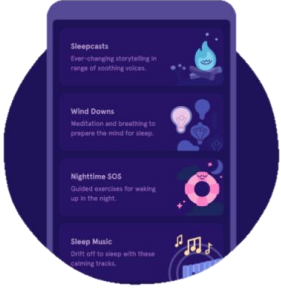 Sleepcasts
Ever-changing storytelling in
range of soothing voices.
Wind Downs
Meditation and breathing to
prepare the mind for sleep.
Nighttime SOS
Guided exercises for waking
up in the night.
Sleep Music
Drift off to sleep with these
calming tracks.